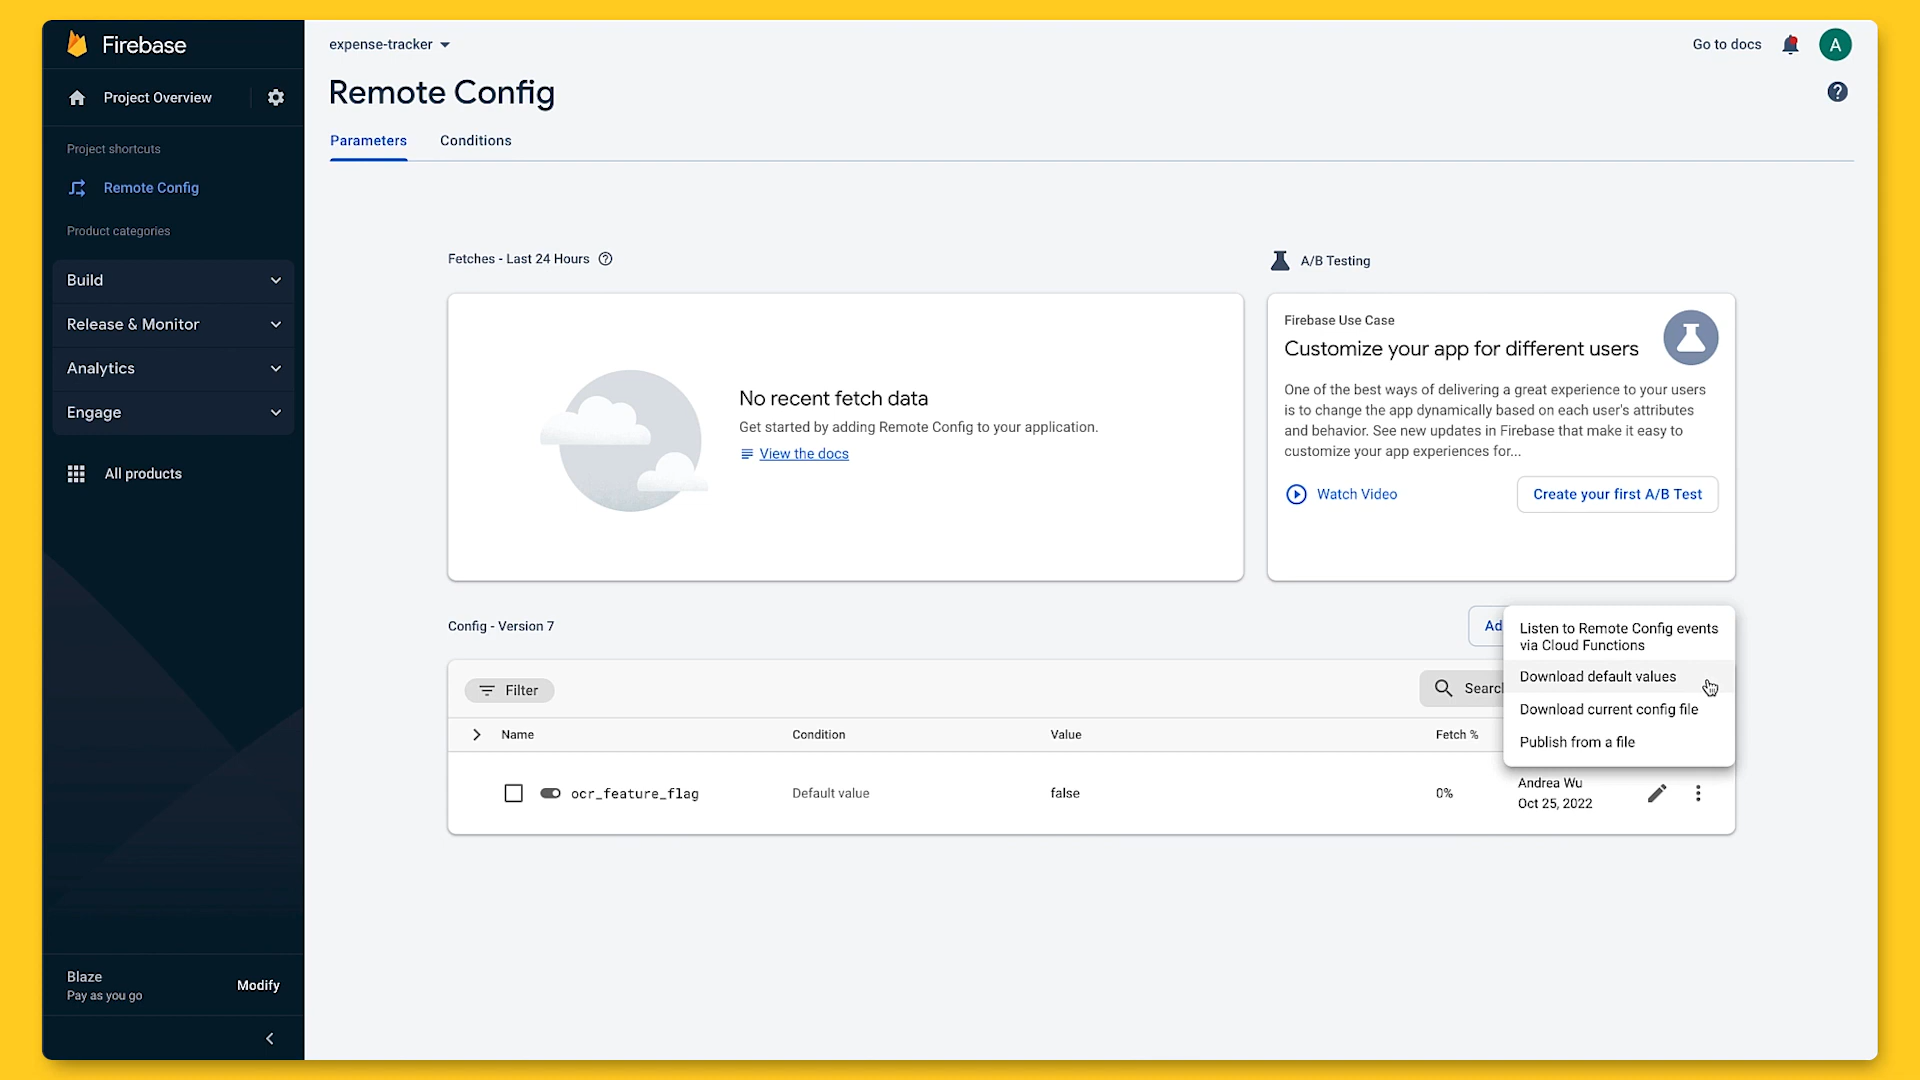 Firebase
Project Overview
Project shortcuts
Remote Config
Product categories
Build
Release & Monitor
Analytics
Engage
All products
Blaze
Pay as you go
Modify
expense-tracker
Go to docs
A
Remote Config
Parameters
Conditions
Fetches - Last 24 Hours
No recent fetch data
Get started by adding Remote Config to your application.
View the docs
A/B Testing
Firebase Use Case
Customize your app for different users
One of the best ways of delivering a great experience to your users
is to change the app dynamically based on each user's attributes
and behavior. See new updates in Firebase that make it easy to
customize your app experiences for...
Watch Video
Create your first A/B Test
Config - Version 7
Ad
Listen to Remote Config events
via Cloud Functions
Download default values
Download current config file
Publish from a file
Filter
Search
Name
Condition
Value
Fetch %
ocr_feature_flag
Default value
false
0%
Andrea Wu
Oct 25, 2022